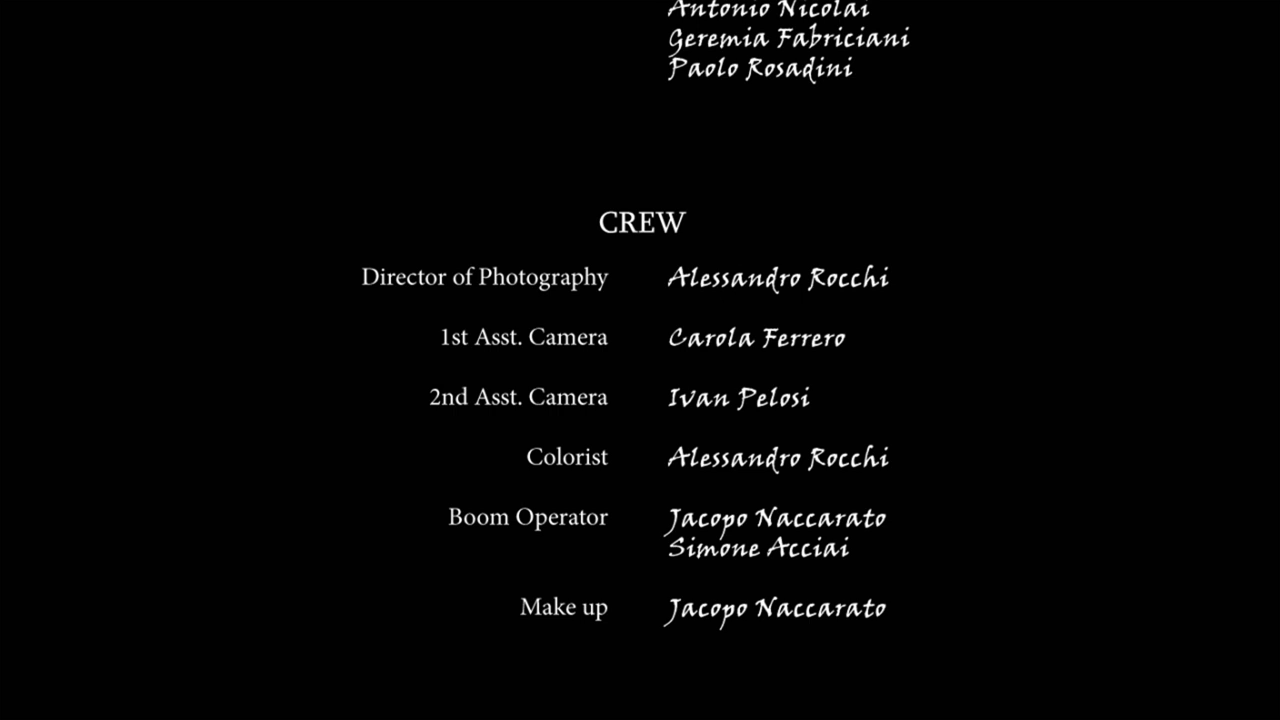 Antonio Nicolai
Geremia Fabriciani
Paolo Rosadini
CREW
Director of Photography Alessandro Rocchi
1st Asst. Camera Carola Ferrero
2nd Asst. Camera Ivan Pelosi
Colorist Alessandro Rocchi
Boom Operator Jacopo Naccarato
Simone Acciai
Make up Jacopo Naccarato